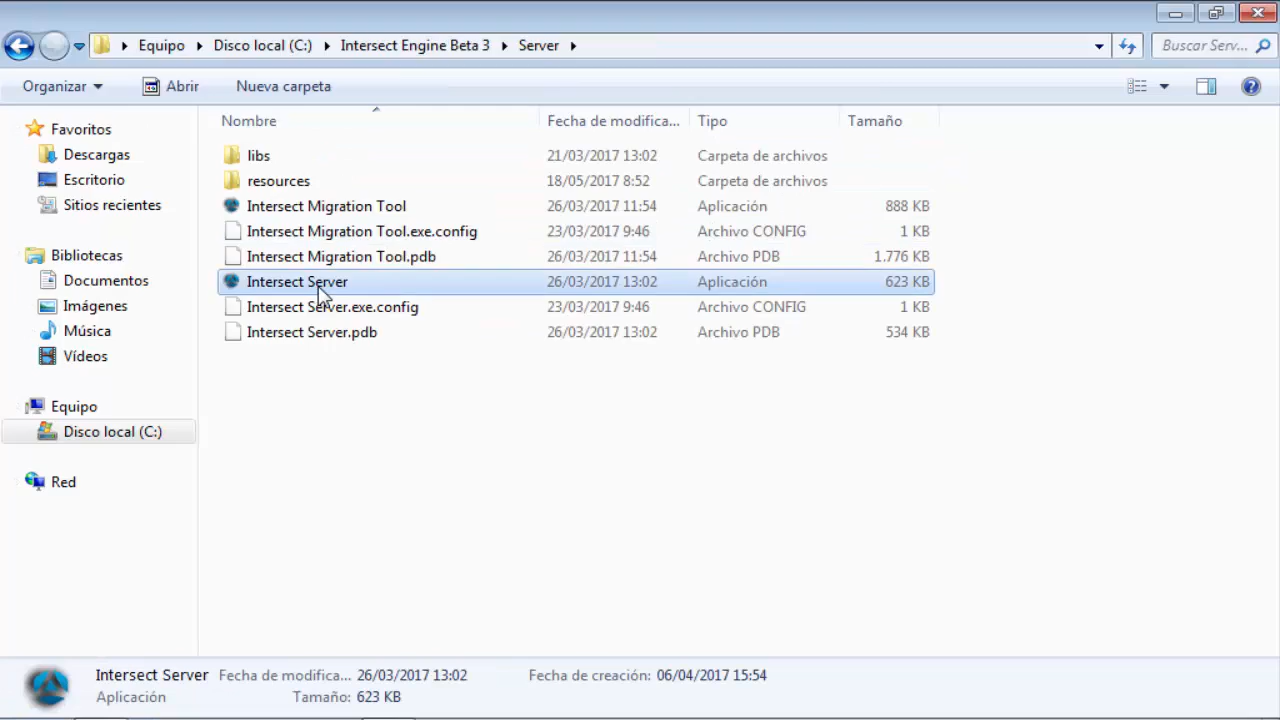 Equipo Disco local (C:) Intersect Engine Beta 3 Server Buscar Serv...
Organizar Abrir Nueva carpeta
Favoritos
Descargas
Escritorio
Sitios recientes
Bibliotecas
Documentos
Imágenes
Música
Vídeos
Equipo
Disco local (C:)
Red
Nombre Fecha de modifica... Tipo Tamaño
libs 21/03/2017 13:02 Carpeta de archivos
resources 18/05/2017 8:52 Carpeta de archivos
Intersect Migration Tool 26/03/2017 11:54 Aplicación 888 KB
Intersect Migration Tool.exe.config 23/03/2017 9:46 Archivo CONFIG 1 KB
Intersect Migration Tool.pdb 26/03/2017 11:54 Archivo PDB 1.776 KB
Intersect Server 26/03/2017 13:02 Aplicación 623 KB
Intersect Server.exe.config 23/03/2017 9:46 Archivo CONFIG 1 KB
Intersect Server.pdb 26/03/2017 13:02 Archivo PDB 534 KB
Intersect Server Fecha de modifica... 26/03/2017 13:02 Fecha de creación: 06/04/2017 15:54
Aplicación Tamaño: 623 KB